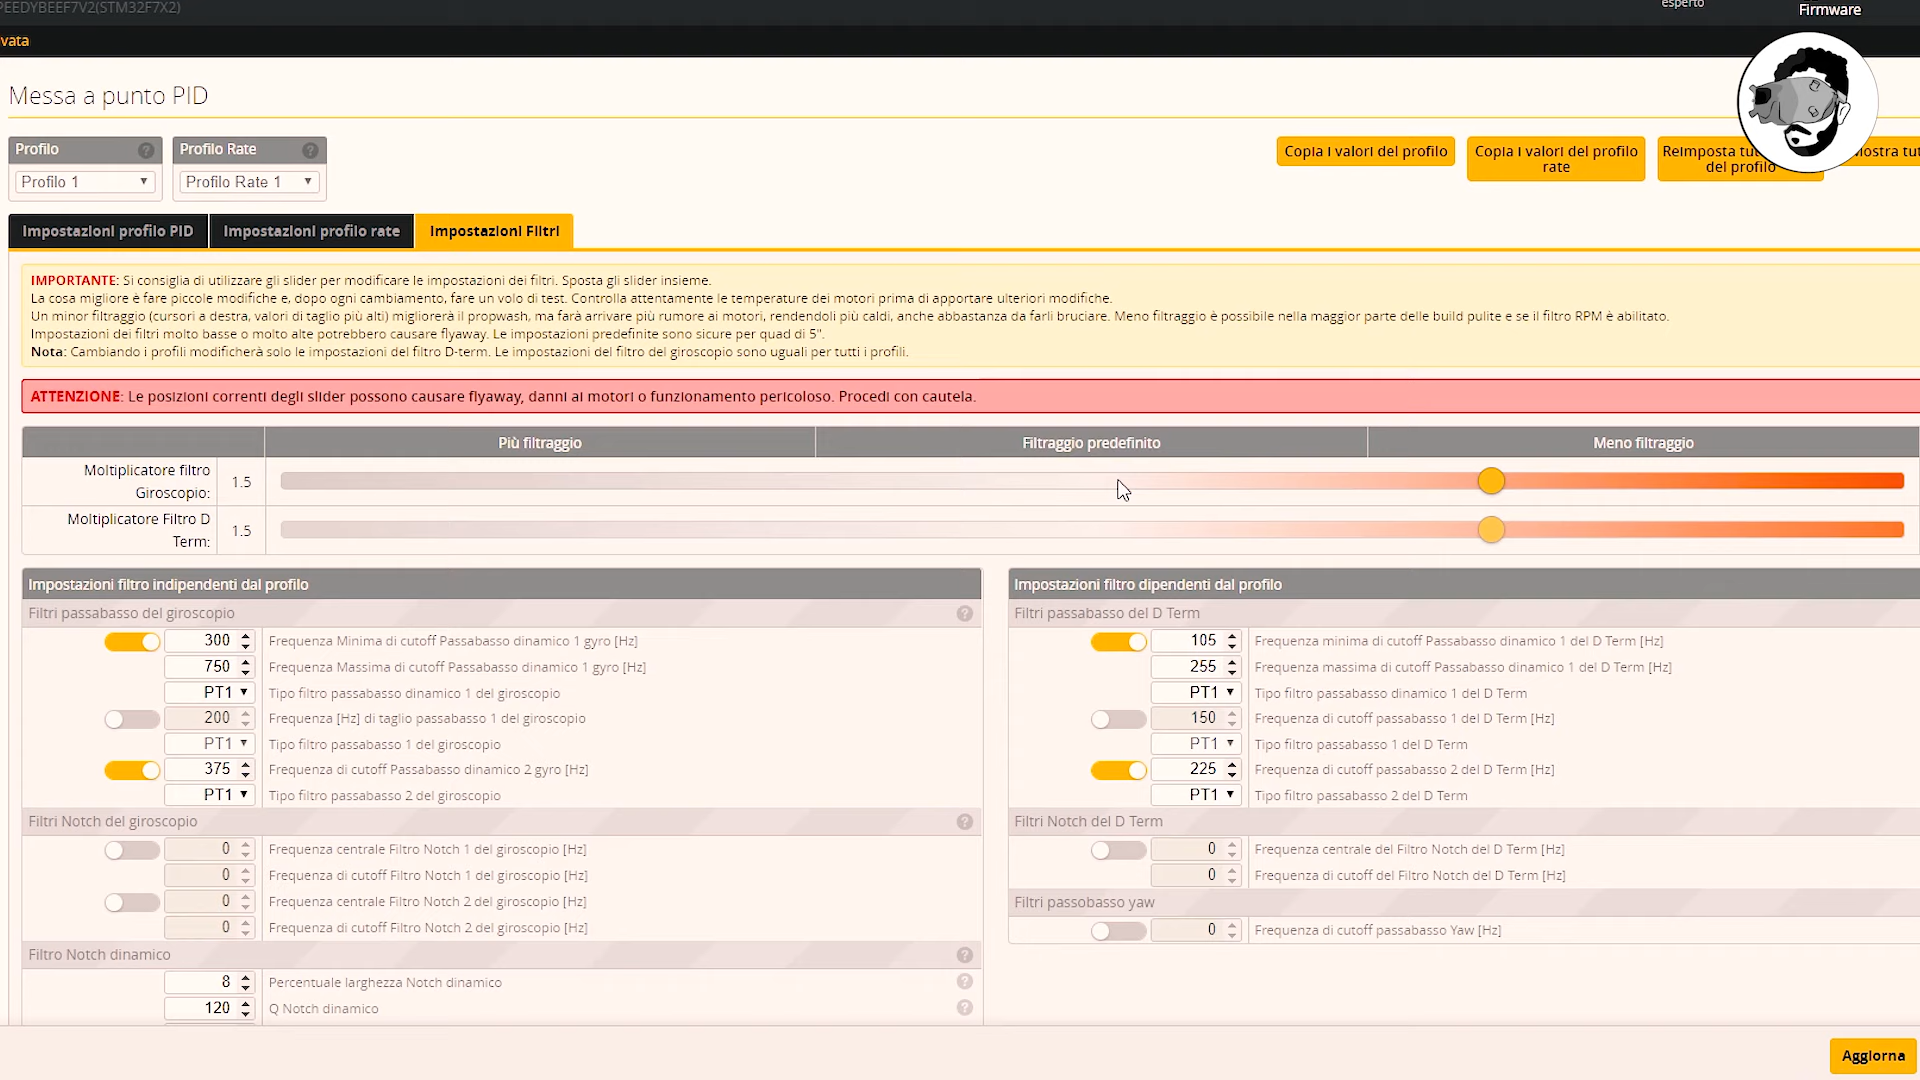 PEEDYBEEF7V2(STM32F7X2)
esperto
Firmware
vata
Messa a punto PID
Profilo
Profilo Rate
Profilo 1
Profilo Rate 1
Copia i valori del profilo
Copia i valori del profilo
rate
Reimposta tut
del profilo
Mostra tut
Impostazioni profilo PID
Impostazioni profilo rate
Impostazioni Filtri
IMPORTANTE: Si consiglia di utilizzare gli slider per modificare le impostazioni dei filtri. Sposta gli slider insieme.
La cosa migliore è fare piccole modifiche e, dopo ogni cambiamento, fare un volo di test. Controlla attentamente le temperature dei motori prima di apportare ulteriori modifiche.
Un minor filtraggio (cursori a destra, valori di taglio più alti) migliorerà il propwash, ma farà arrivare più rumore ai motori, rendendoli più caldi, anche abbastanza da farli bruciare. Meno filtraggio è possibile nella maggior parte delle build pulite e se il filtro RPM è abilitato.
Impostazioni dei filtri molto basse o molto alte potrebbero causare flyaway. Le impostazioni predefinite sono sicure per quad di 5".
Nota: Cambiando i profili modificherà solo le impostazioni del filtro D-term. Le impostazioni del filtro del giroscopio sono uguali per tutti i profili.
ATTENZIONE: Le posizioni correnti degli slider possono causare flyaway, danni ai motori o funzionamento pericoloso. Procedi con cautela.
Più filtraggio
Filtraggio predefinito
Meno filtraggio
Moltiplicatore filtro
Giroscopio:
1.5
Moltiplicatore Filtro D
Term:
1.5
Impostazioni filtro indipendenti dal profilo
Filtri passabasso del giroscopio
300 Frequenza Minima di cutoff Passabasso dinamico 1 gyro [Hz]
750 Frequenza Massima di cutoff Passabasso dinamico 1 gyro [Hz]
PT1 Tipo filtro passabasso dinamico 1 del giroscopio
200 Frequenza [Hz] di taglio passabasso 1 del giroscopio
PT1 Tipo filtro passabasso 1 del giroscopio
375 Frequenza di cutoff Passabasso dinamico 2 gyro [Hz]
PT1 Tipo filtro passabasso 2 del giroscopio
Filtri Notch del giroscopio
0 Frequenza centrale Filtro Notch 1 del giroscopio [Hz]
0 Frequenza di cutoff Filtro Notch 1 del giroscopio [Hz]
0 Frequenza centrale Filtro Notch 2 del giroscopio [Hz]
0 Frequenza di cutoff Filtro Notch 2 del giroscopio [Hz]
Filtro Notch dinamico
8 Percentuale larghezza Notch dinamico
120 Q Notch dinamico
Impostazioni filtro dipendenti dal profilo
Filtri passabasso del D Term
105 Frequenza minima di cutoff Passabasso dinamico 1 del D Term [Hz]
255 Frequenza massima di cutoff Passabasso dinamico 1 del D Term [Hz]
PT1 Tipo filtro passabasso dinamico 1 del D Term
150 Frequenza di cutoff passabasso 1 del D Term [Hz]
PT1 Tipo filtro passabasso 1 del D Term
225 Frequenza di cutoff passabasso 2 del D Term [Hz]
PT1 Tipo filtro passabasso 2 del D Term
Filtri Notch del D Term
0 Frequenza centrale del Filtro Notch del D Term [Hz]
0 Frequenza di cutoff del Filtro Notch del D Term [Hz]
Filtri passobasso yaw
0 Frequenza di cutoff passabasso Yaw [Hz]
Aggiorna